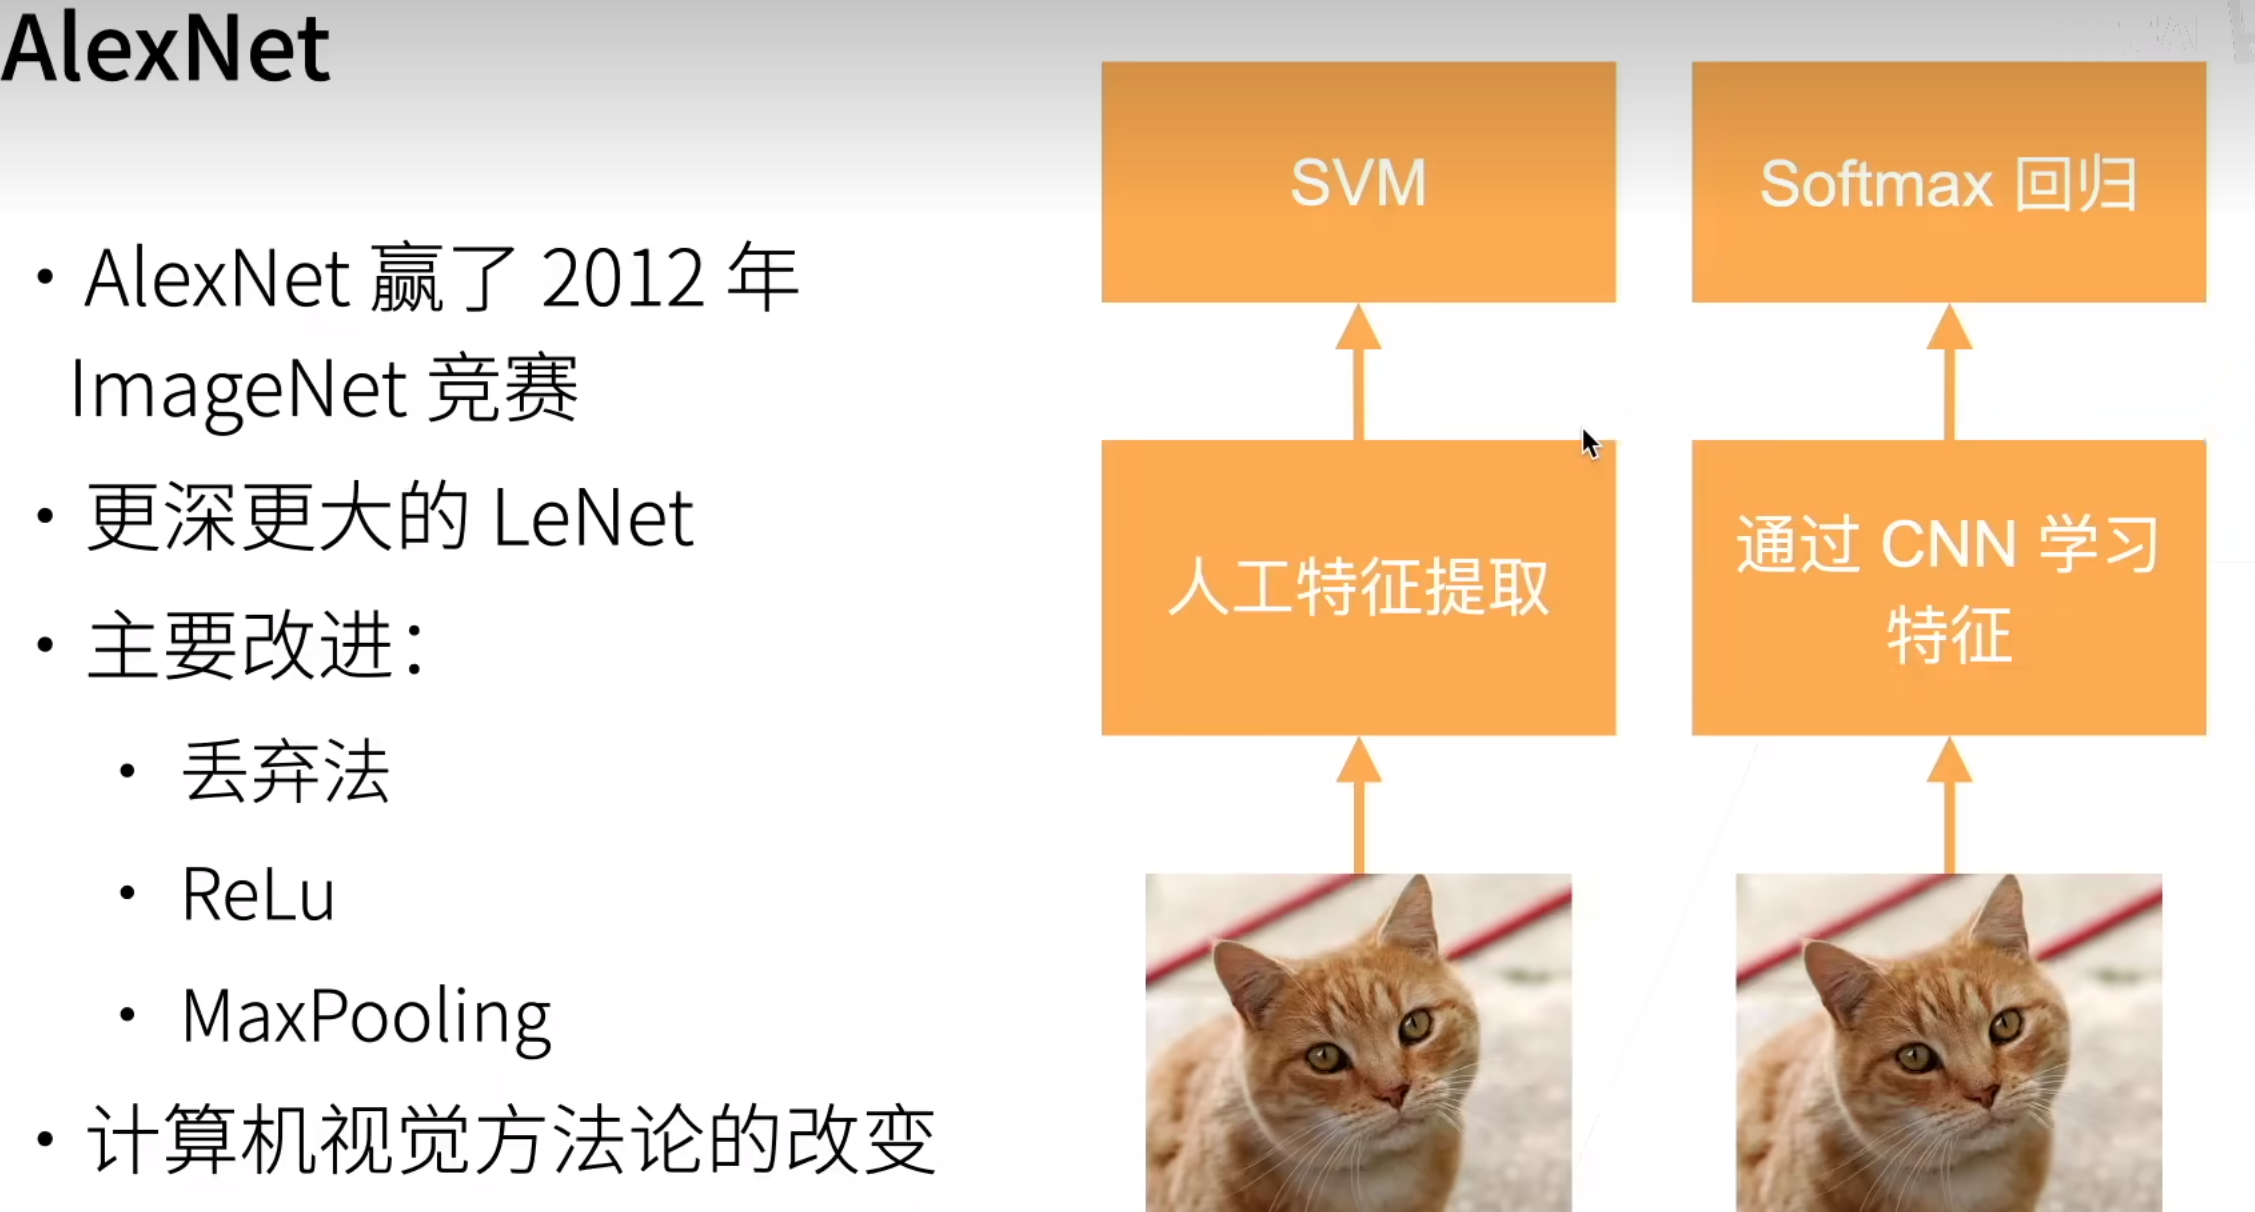 AlexNet
• AlexNet 赢了 2012 年
ImageNet 竞赛
• 更深更大的 LeNet
• 主要改进：
• 丢弃法
• ReLu
• MaxPooling
• 计算机视觉方法论的改变
SVM
人工特征提取
Softmax 回归
通过 CNN 学习
特征